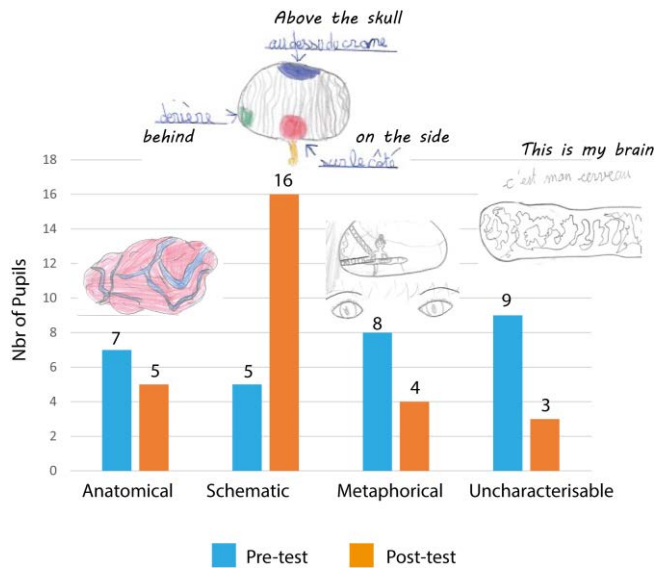 Above the skull
au dessu du crane
dérière
behind
on the side
sur le côté
This is my brain
c'est mon cerveau
Nbr of Pupils
18
16
14
12
10
8
6
4
2
0
7
5
5
16
8
4
9
3
Anatomical
Schematic
Metaphorical
Uncharacterisable
Pre-test
Post-test